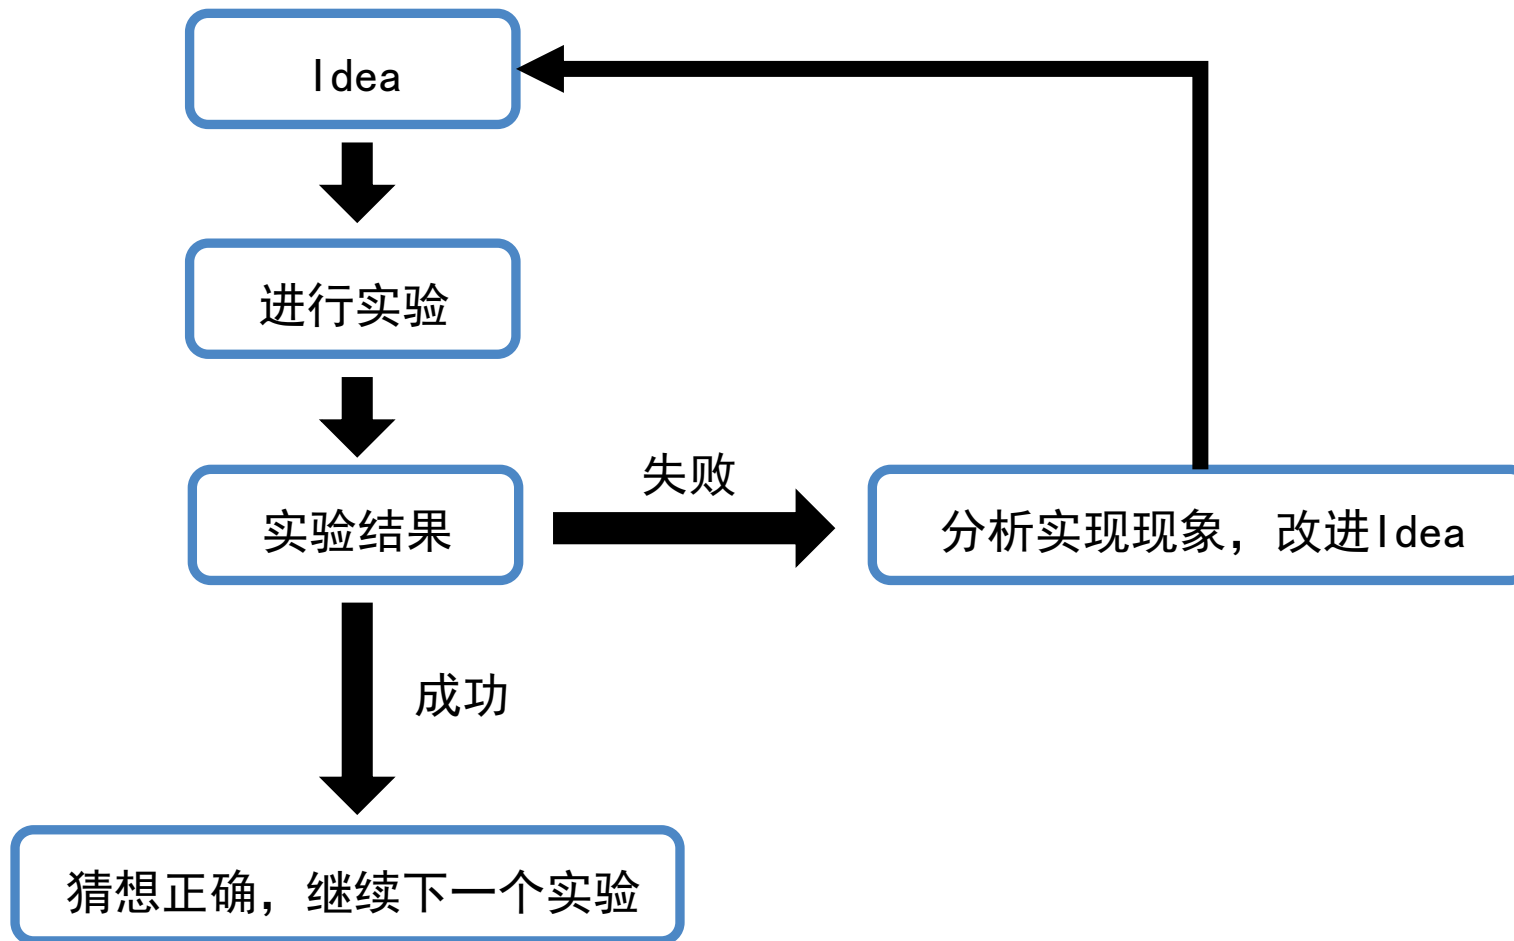 Idea
进行实验
实验结果
失败
分析实现现象，改进Idea
成功
猜想正确，继续下一个实验